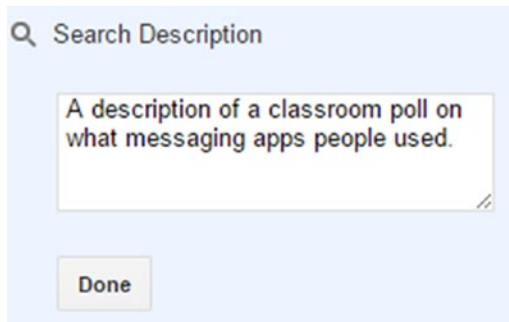 Search Description
A description of a classroom poll on
what messaging apps people used.
Done